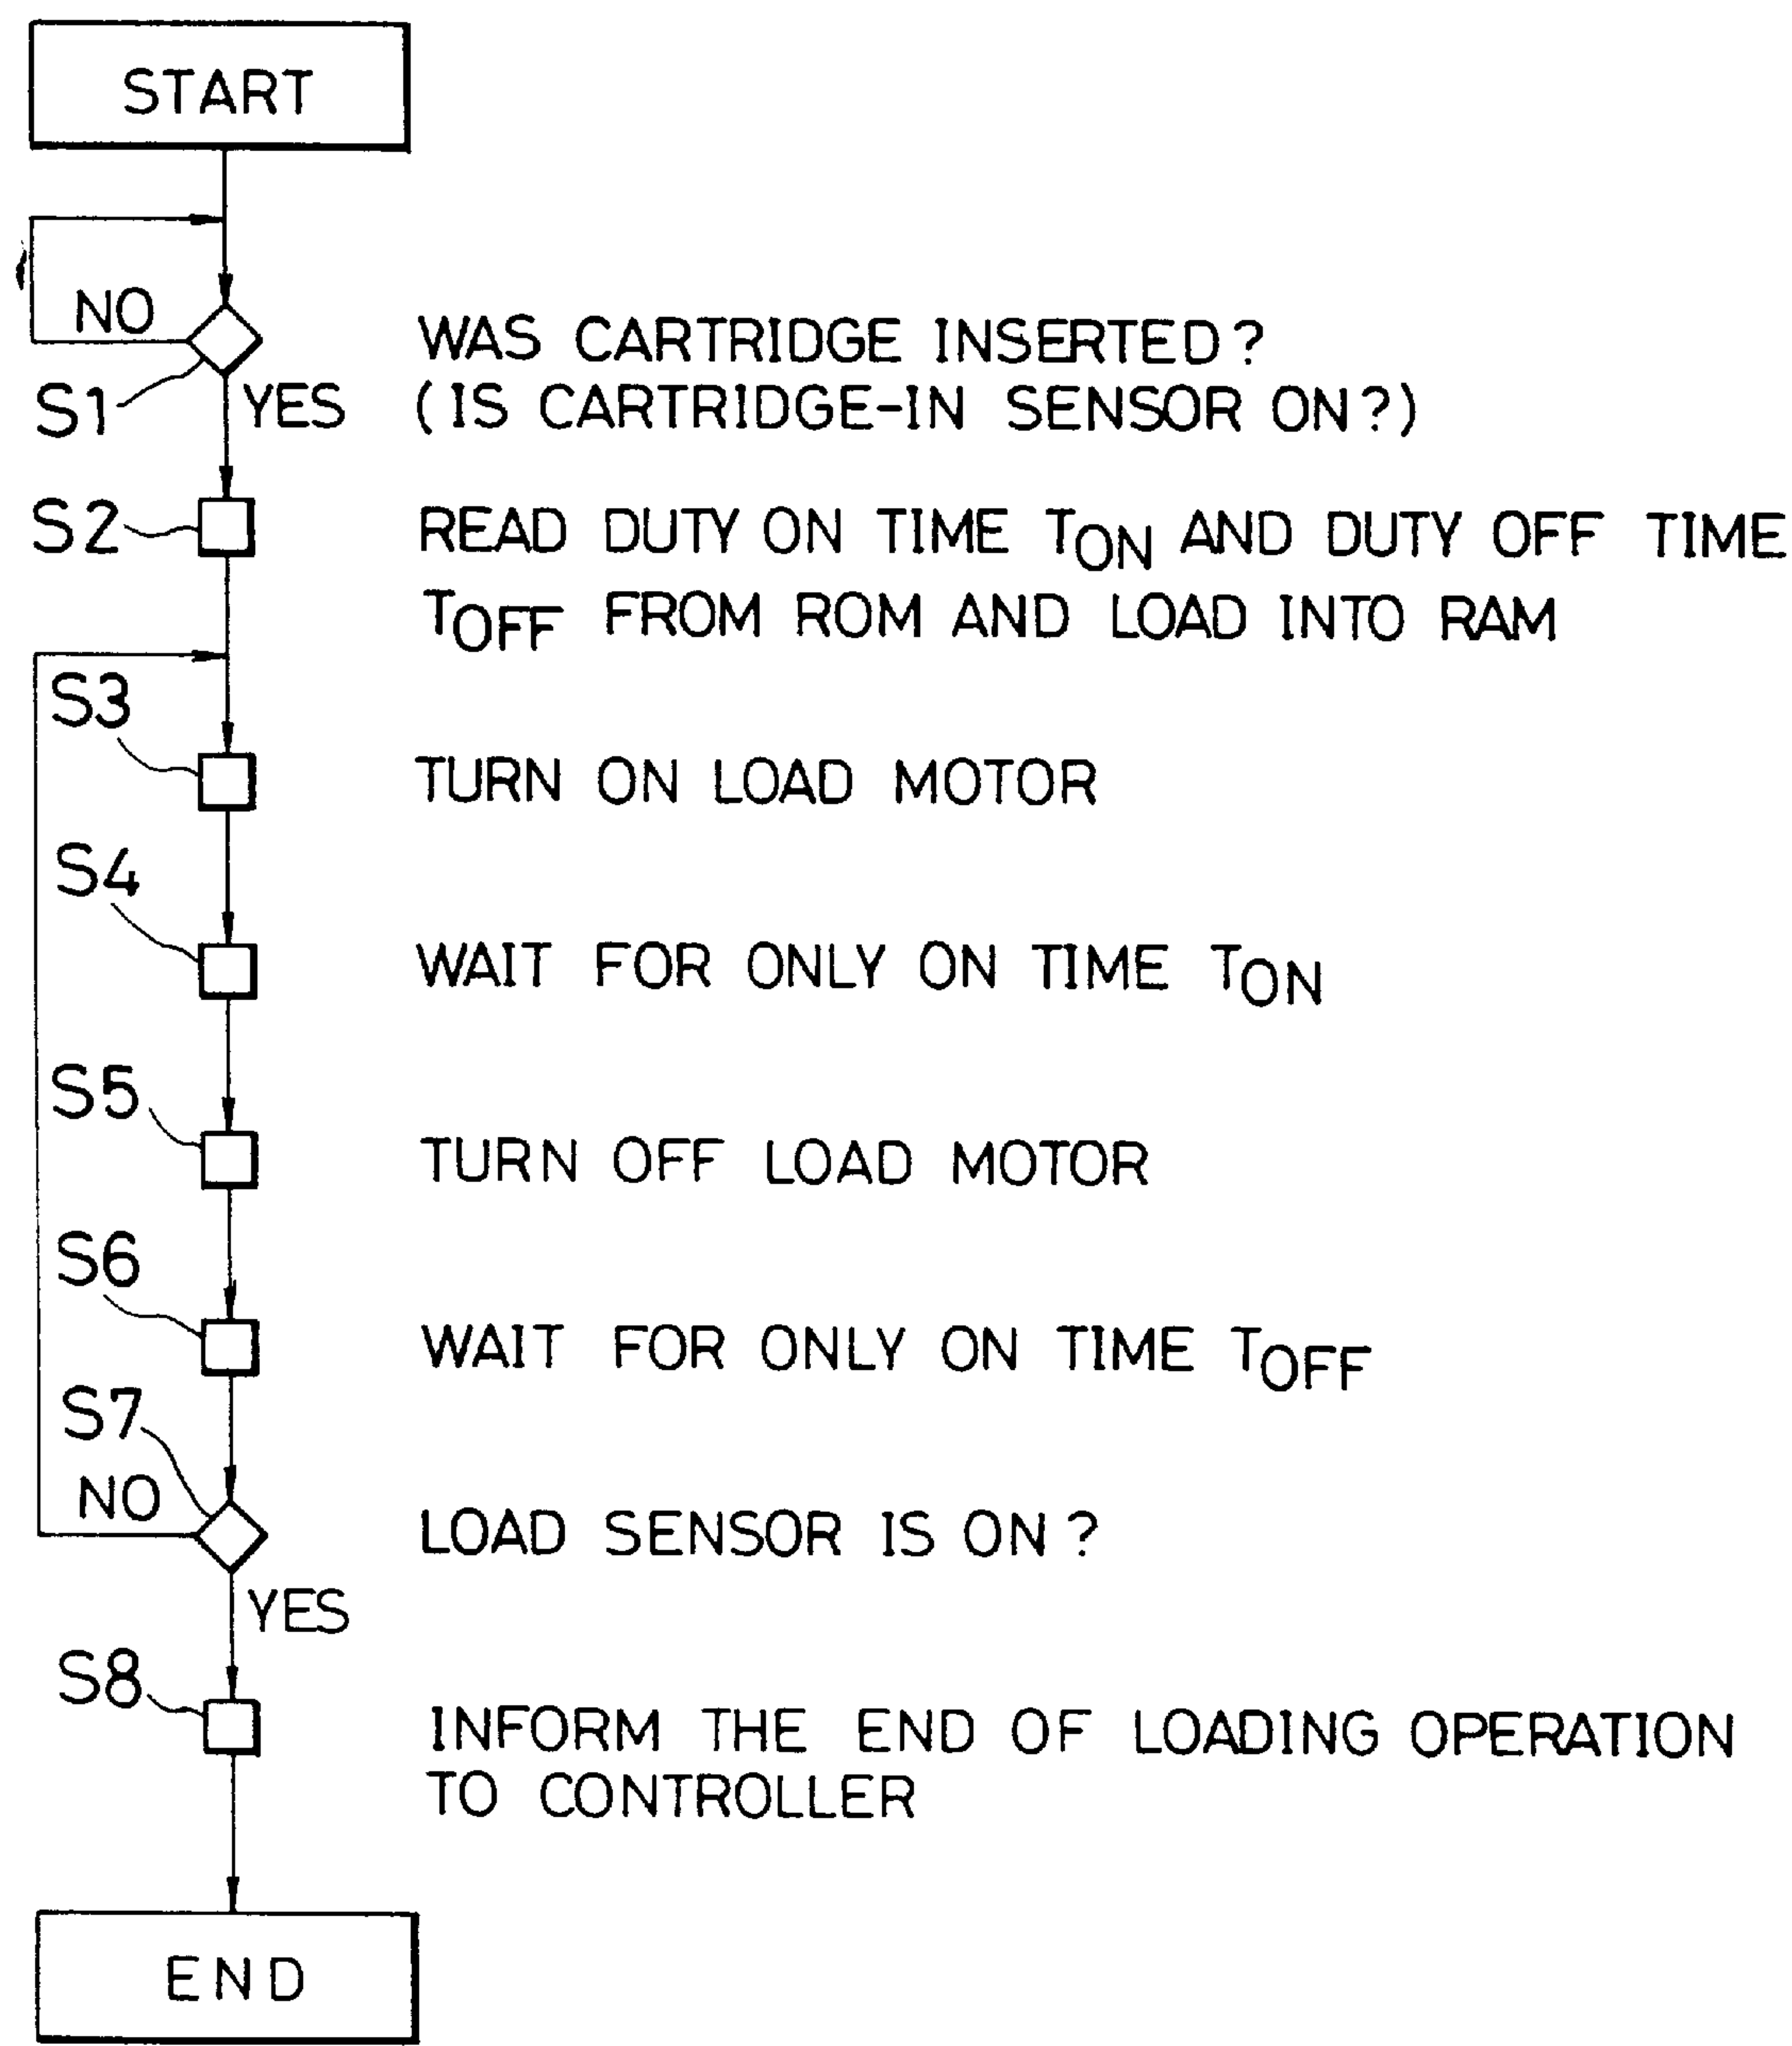 START
NO
WAS CARTRIDGE INSERTED?
S1
YES
(IS CARTRIDGE-IN SENSOR ON?)
S2
READ DUTY ON TIME TON AND DUTY OFF TIME
TOFF FROM ROM AND LOAD INTO RAM
S3
TURN ON LOAD MOTOR
S4
WAIT FOR ONLY ON TIME TON
S5
TURN OFF LOAD MOTOR
S6
WAIT FOR ONLY ON TIME TOFF
S7
NO
LOAD SENSOR IS ON?
YES
S8
INFORM THE END OF LOADING OPERATION
TO CONTROLLER
END